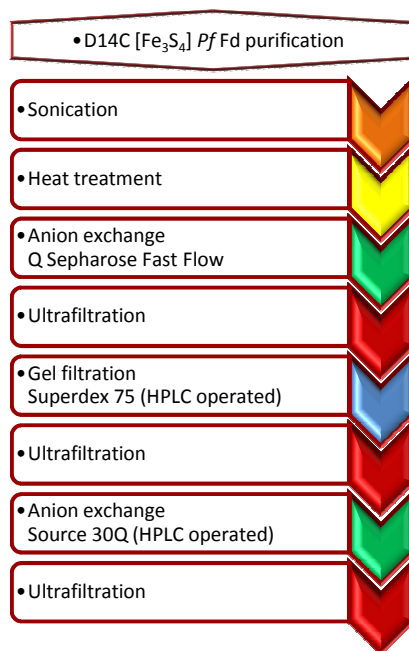 •D14C [Fe₃S₄] Pf Fd purification
•Sonication
•Heat treatment
•Anion exchange
Q Sepharose Fast Flow
•Ultrafiltration
•Gel filtration
Superdex 75 (HPLC operated)
•Ultrafiltration
•Anion exchange
Source 30Q (HPLC operated)
•Ultrafiltration